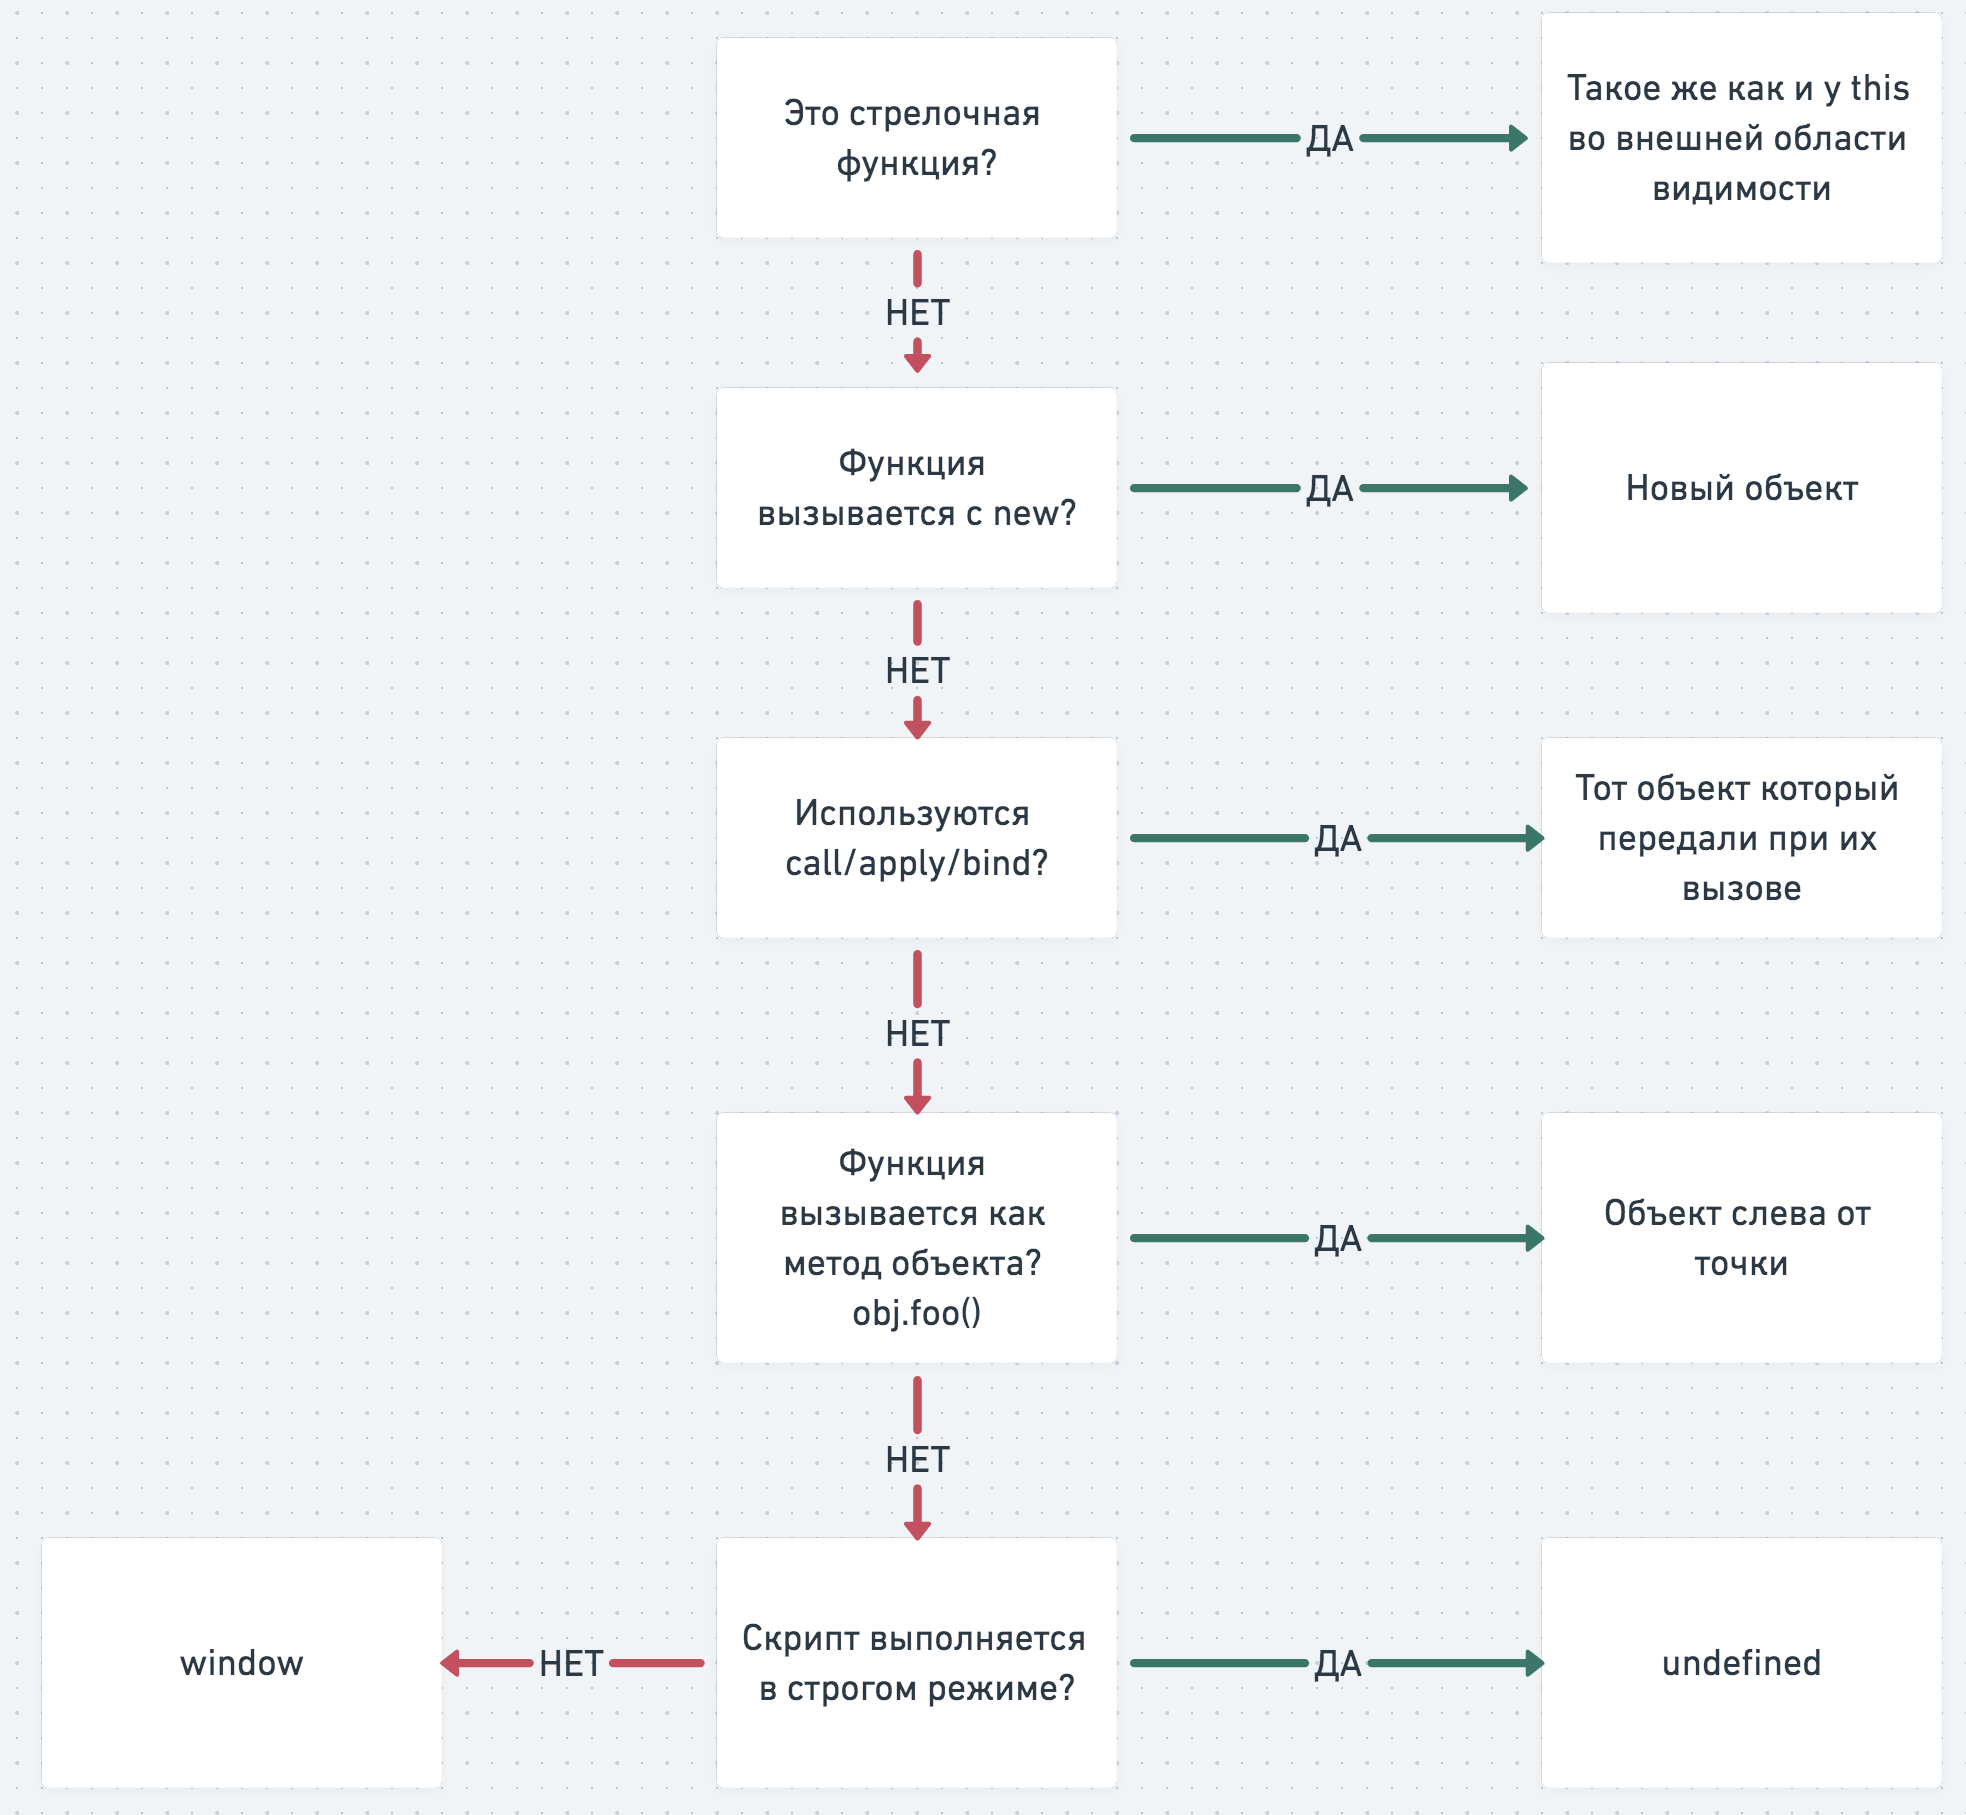 Это стрелочная
функция?
ДА
Такое же как и у this
во внешней области
видимости
НЕТ
Функция
вызывается с new?
ДА
Новый объект
НЕТ
Используются
call/apply/bind?
ДА
Тот объект который
передали при их
вызове
НЕТ
Функция
вызывается как
метод объекта?
obj.foo()
ДА
Объект слева от
точки
НЕТ
window
НЕТ
Скрипт выполняется
в строгом режиме?
ДА
undefined